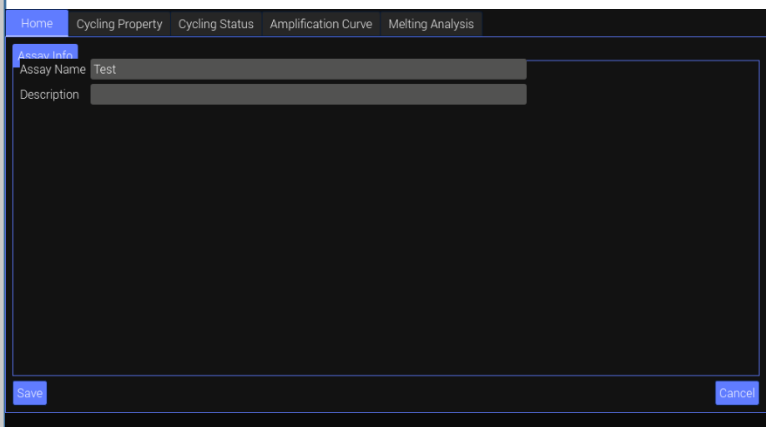 Home Cycling Property Cycling Status Amplification Curve Melting Analysis
Assay Info
Assay Name Test
Description
Save Cancel